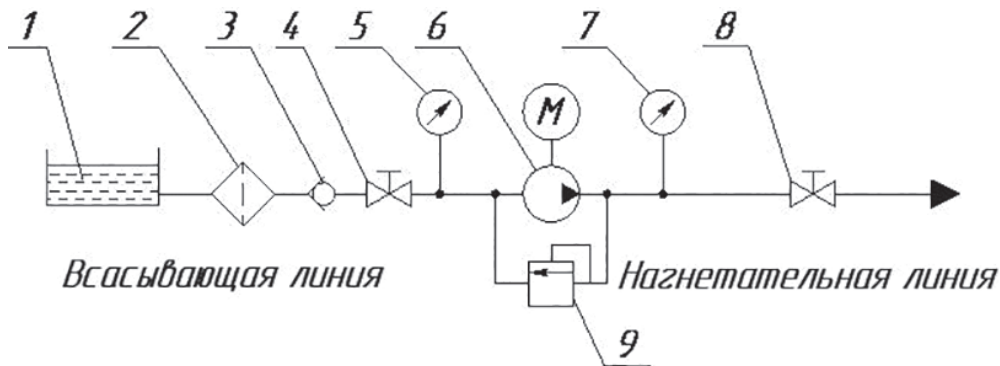 1 2 3 4 5 6 7 8
М
Всасывающая линия
Нагнетательная линия
9